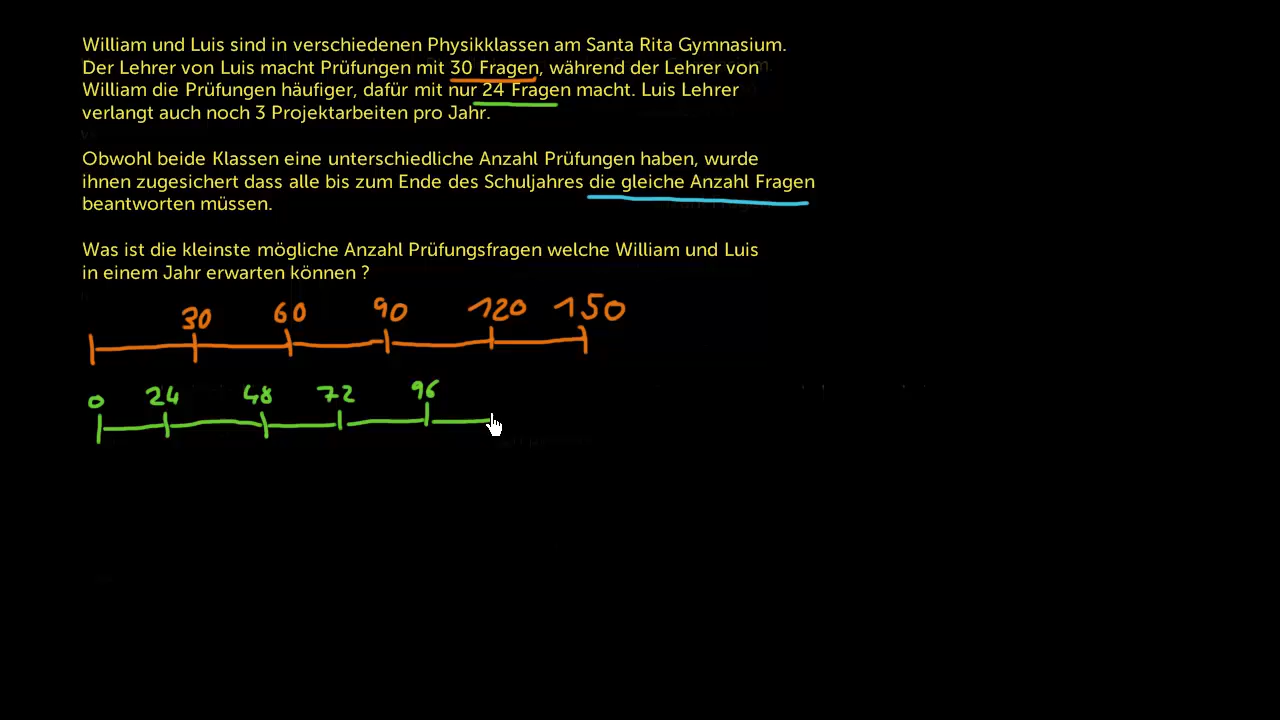 William und Luis sind in verschiedenen Physikklassen am Santa Rita Gymnasium.
Der Lehrer von Luis macht Prüfungen mit 30 Fragen, während der Lehrer von
William die Prüfungen häufiger, dafür mit nur 24 Fragen macht. Luis Lehrer
verlangt auch noch 3 Projektarbeiten pro Jahr.
Obwohl beide Klassen eine unterschiedliche Anzahl Prüfungen haben, wurde
ihnen zugesichert dass alle bis zum Ende des Schuljahres die gleiche Anzahl Fragen
beantworten müssen.
Was ist die kleinste mögliche Anzahl Prüfungsfragen welche William und Luis
in einem Jahr erwarten können ?
30 60 90 120 150
0 24 48 72 96